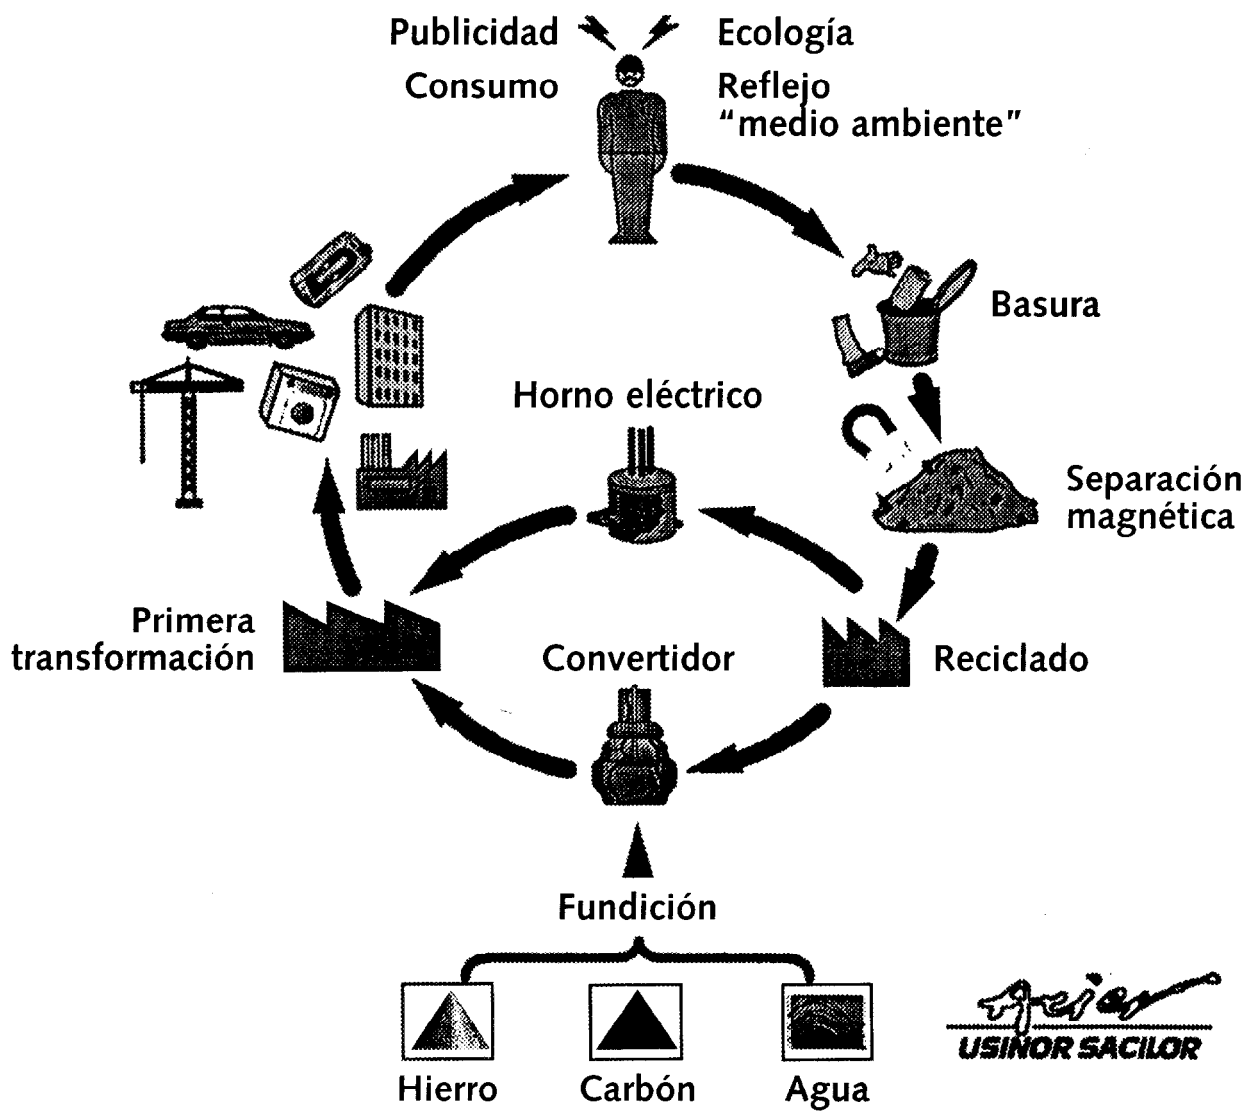 Publicidad
Ecología
Consumo
Reflejo
“medio ambiente”
Basura
Horno eléctrico
Separación
magnética
Primera
transformación
Convertidor
Reciclado
Fundición
Hierro
Carbón
Agua
acier
USINOR SACILOR